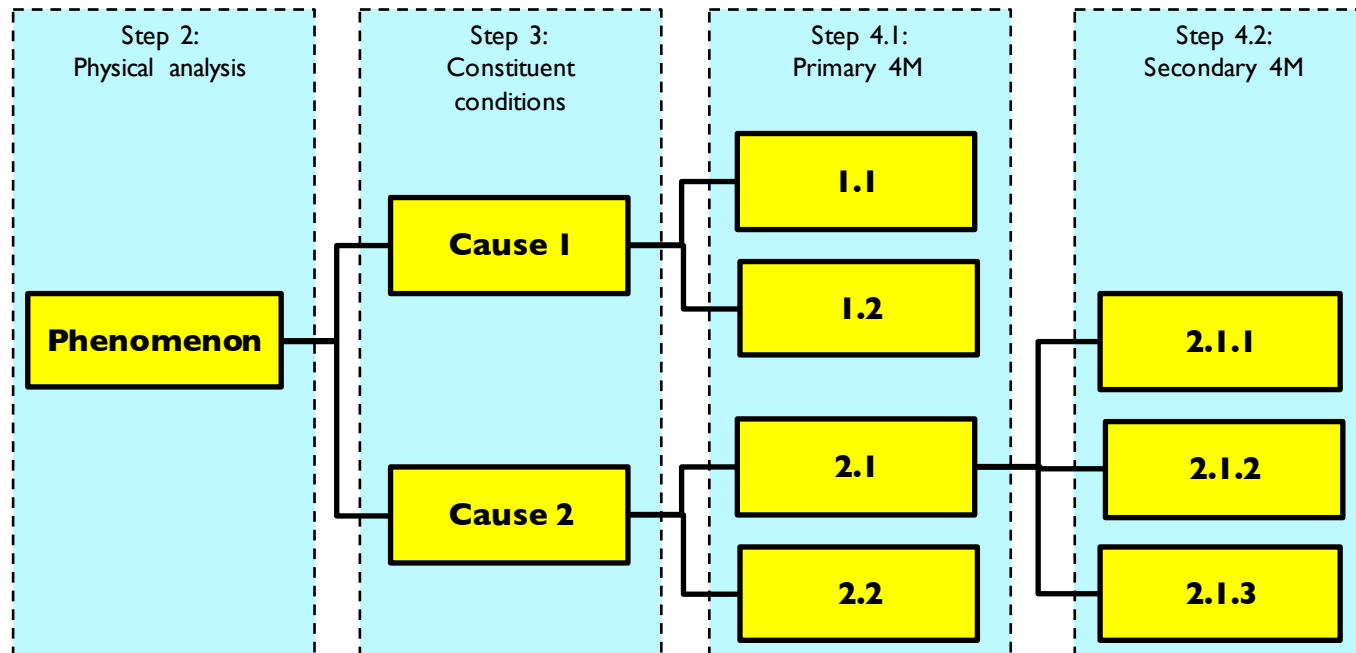 Step 2:
Physical analysis
Step 3:
Constituent
conditions
Step 4.1:
Primary 4M
Step 4.2:
Secondary 4M
Phenomenon
Cause 1
Cause 2
1.1
1.2
2.1
2.2
2.1.1
2.1.2
2.1.3